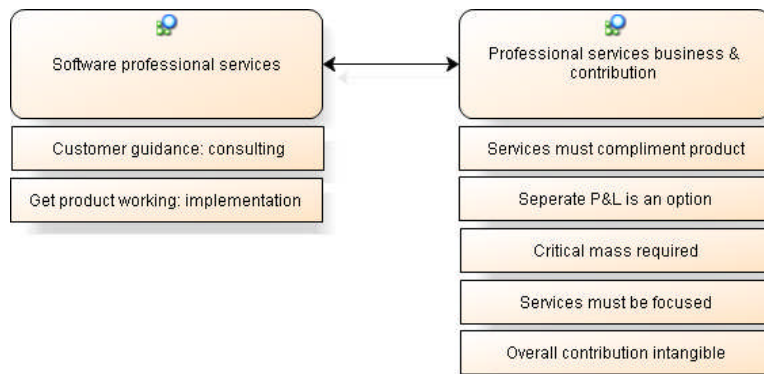 Software professional services
Customer guidance: consulting
Get product working: implementation
Professional services business &
contribution
Services must compliment product
Seperate P&L is an option
Critical mass required
Services must be focused
Overall contribution intangible